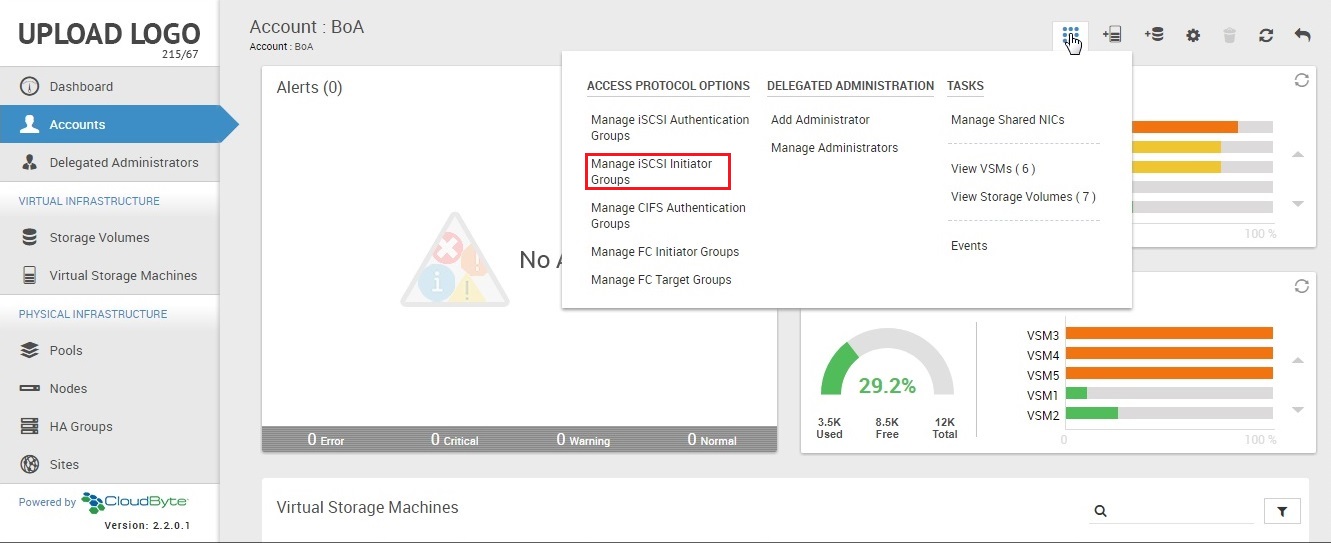 UPLOAD LOGO
215/67
Dashboard
Accounts
Delegated Administrators
VIRTUAL INFRASTRUCTURE
Storage Volumes
Virtual Storage Machines
PHYSICAL INFRASTRUCTURE
Pools
Nodes
HA Groups
Sites
Powered by CloudByte
Version: 2.2.0.1
Account : BoA
Account : BoA
Alerts (0)
No A
0 Error 0 Critical 0 Warning 0 Normal
ACCESS PROTOCOL OPTIONS
Manage iSCSI Authentication
Groups
Manage iSCSI Initiator
Groups
Manage CIFS Authentication
Groups
Manage FC Initiator Groups
Manage FC Target Groups
DELEGATED ADMINISTRATION
Add Administrator
Manage Administrators
TASKS
Manage Shared NICs
View VSMs ( 6 )
View Storage Volumes ( 7 )
Events
100 %
29.2%
3.5K 8.5K 12K
Used Free Total
VSM3
VSM4
VSM5
VSM1
VSM2
0 100 %
Virtual Storage Machines